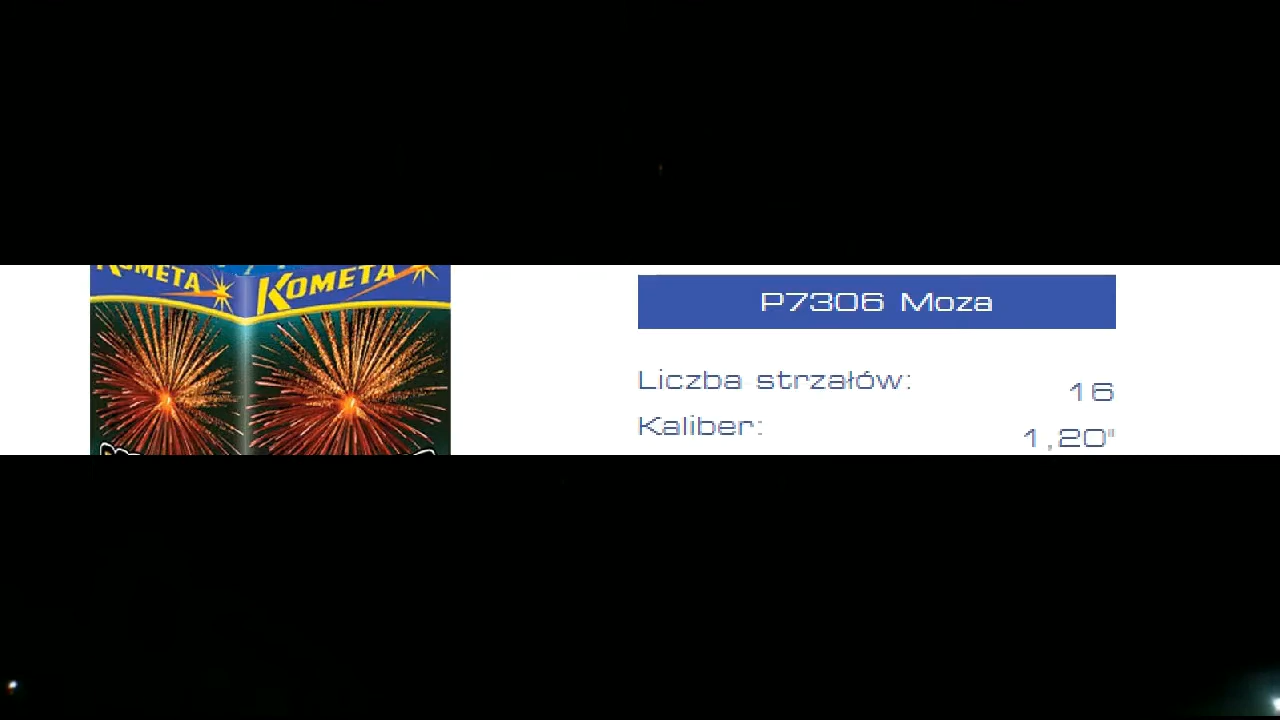 KOMETA KOMETA
P7306 Moza
Liczba strzałów: 16
Kaliber: 1,20"